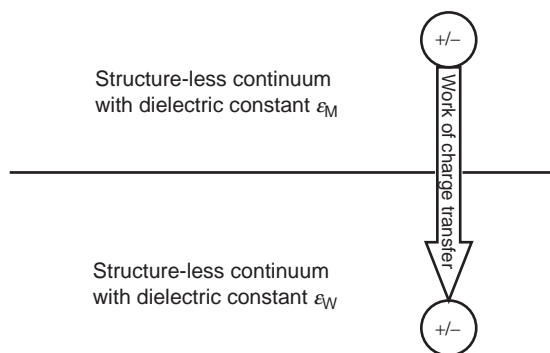 +/−
Structure-less continuum
with dielectric constant εM
Work of charge transfer
Structure-less continuum
with dielectric constant εW
+/−